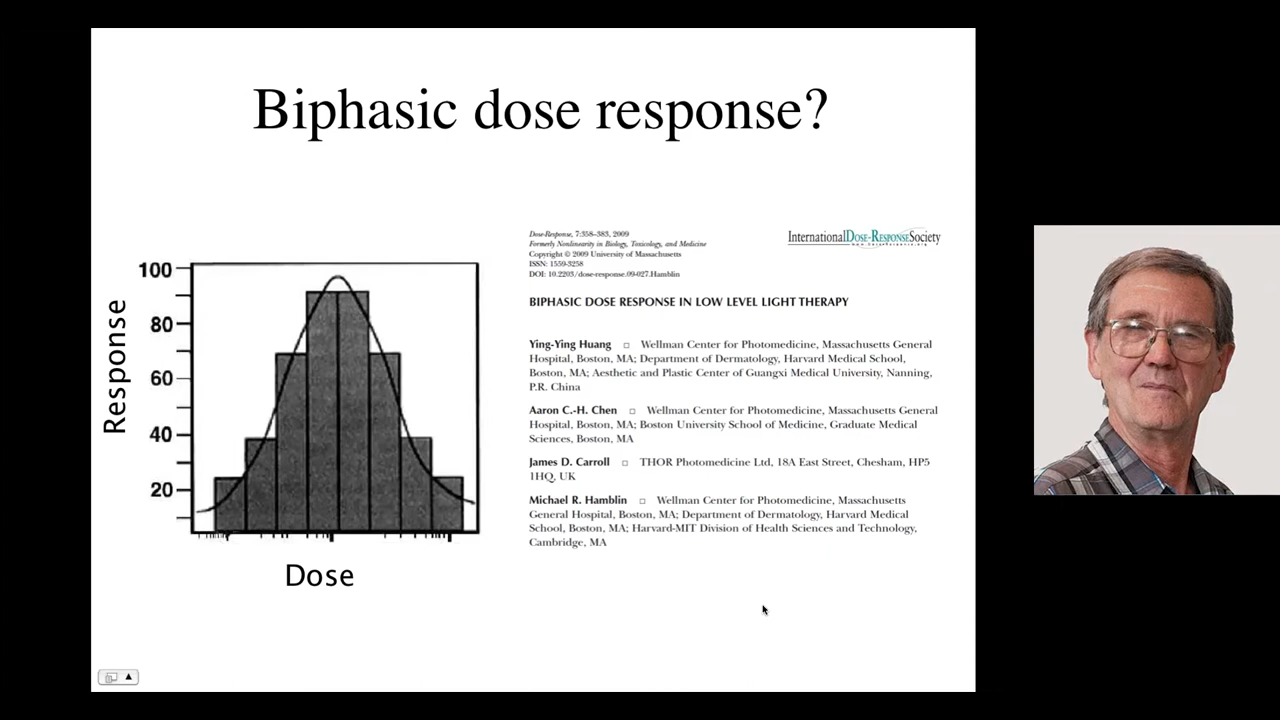 Biphasic dose response?
Response
100
80
60
40
20
Dose
Dose-Response, 7:358–383, 2009
Formerly Nonlinearity in Biology, Toxicology, and Medicine
Copyright © 2009 University of Massachusetts
ISSN: 1559-3258
DOI: 10.2203/dose-response.09-027.Hamblin
InternationalDose-ResponseSociety
BIPHASIC DOSE RESPONSE IN LOW LEVEL LIGHT THERAPY
Ying-Ying Huang □ Wellman Center for Photomedicine, Massachusetts General
Hospital, Boston, MA; Department of Dermatology, Harvard Medical School,
Boston, MA; Aesthetic and Plastic Center of Guangxi Medical University, Nanning,
P.R. China
Aaron C.-H. Chen □ Wellman Center for Photomedicine, Massachusetts General
Hospital, Boston, MA; Boston University School of Medicine, Graduate Medical
Sciences, Boston, MA
James D. Carroll □ THOR Photomedicine Ltd, 18A East Street, Chesham, HP5
1HQ, UK
Michael R. Hamblin □ Wellman Center for Photomedicine, Massachusetts
General Hospital, Boston, MA; Department of Dermatology, Harvard Medical
School, Boston, MA; Harvard-MIT Division of Health Sciences and Technology,
Cambridge, MA